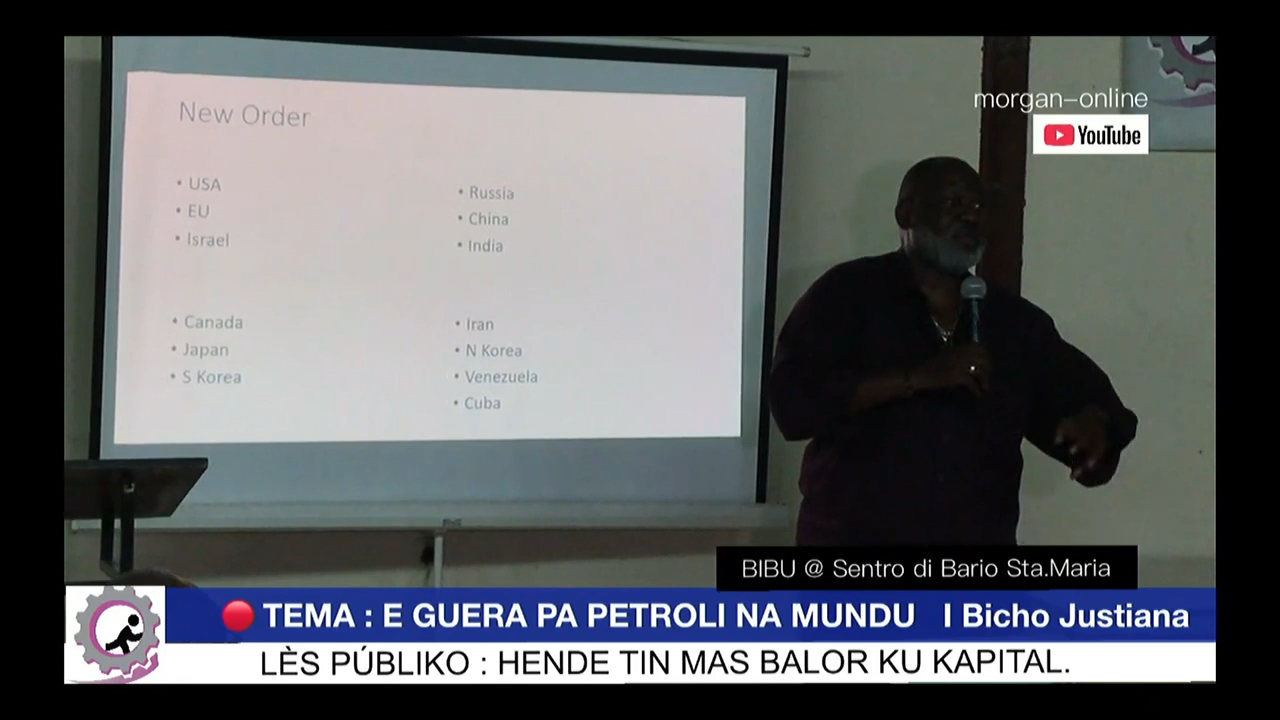 New Order
• USA
• EU
• Israel
• Russia
• China
• India
• Canada
• Japan
• S Korea
• Iran
• N Korea
• Venezuela
• Cuba
morgan-online
YouTube
BIBU @ Sentro di Bario Sta.Maria
TEMA : E GUERA PA PETROLI NA MUNDU I Bicho Justiana
LÈS PÚBLIKO : HENDE TIN MAS BALOR KU KAPITAL.